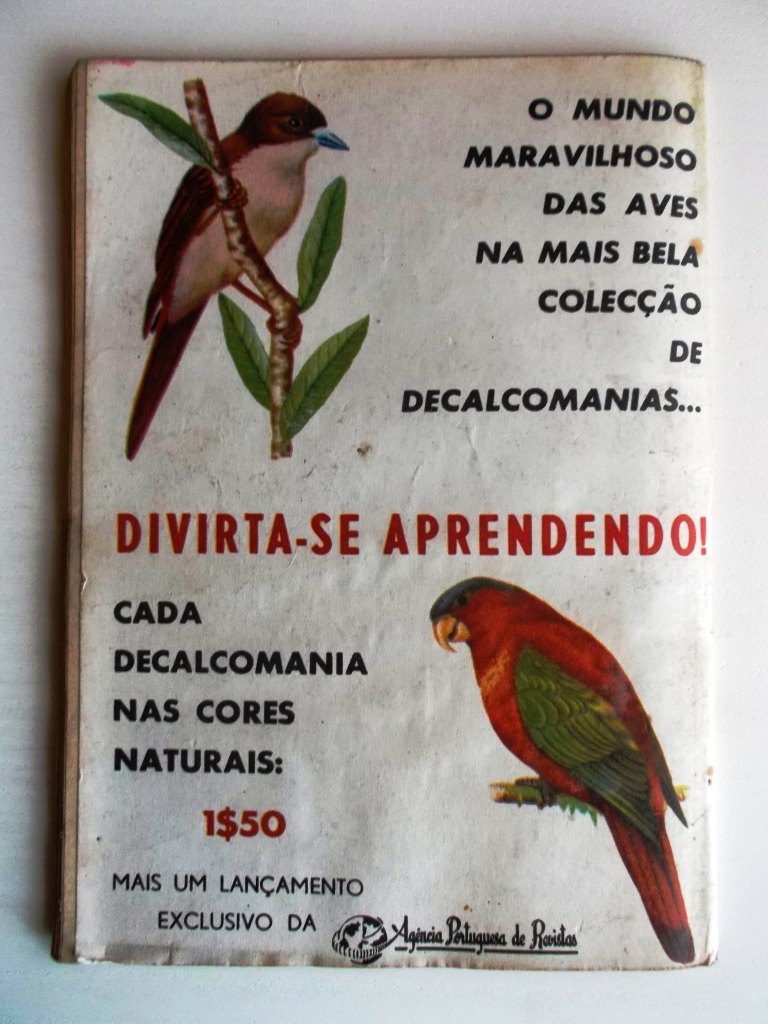 O MUNDO
MARAVILHOSO
DAS AVES
NA MAIS BELA
COLECÇÃO
DE
DECALCOMANIAS...
DIVIRTA-SE APRENDENDO!
CADA
DECALCOMANIA
NAS CORES
NATURAIS:
1$50
MAIS UM LANÇAMENTO
EXCLUSIVO DA
Agência Portuguesa de Revistas